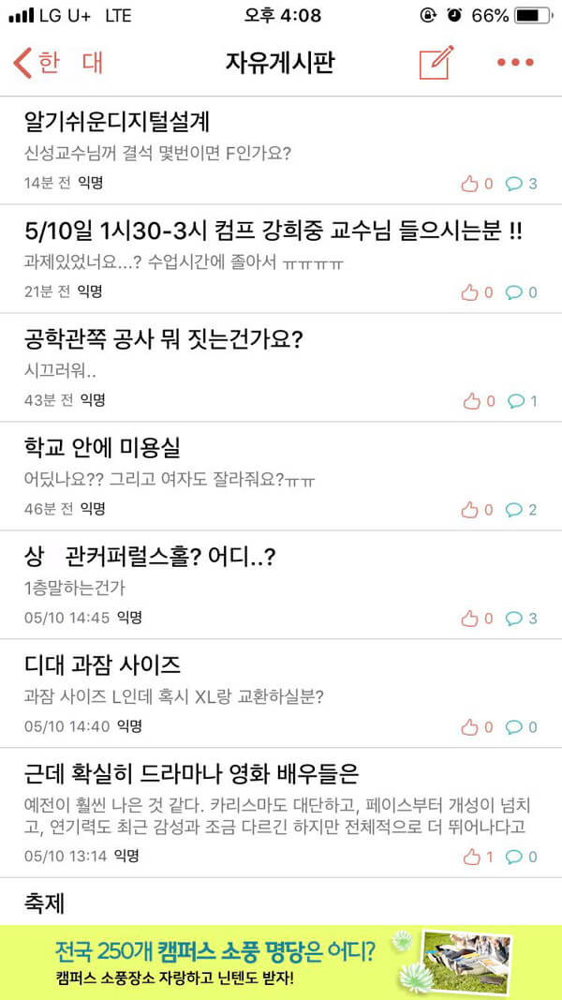 LG U+ LTE 오후 4:08 66%
한 대 자유게시판
알기쉬운디지털설계
신성교수님꺼 결석 몇번이면 F인가요?
14분 전 익명 0 3
5/10일 1시30-3시 컴프 강희중 교수님 들으시는분 !!
과제있었너요...? 수업시간에 졸아서 ㅠㅠㅠㅠ
21분 전 익명 0 0
공학관쪽 공사 뭐 짓는건가요?
시끄러워..
43분 전 익명 0 1
학교 안에 미용실
어딨나요?? 그리고 여자도 잘라줘요?ㅠㅠ
46분 전 익명 0 2
상 관커퍼럴스홀? 어디..?
1층말하는건가
05/10 14:45 익명 0 3
디대 과잠 사이즈
과잠 사이즈 L인데 혹시 XL랑 교환하실분?
05/10 14:40 익명 0 0
근데 확실히 드라마나 영화 배우들은
예전이 훨씬 나은 것 같다. 카리스마도 대단하고, 페이스부터 개성이 넘치
고, 연기력도 최근 감성과 조금 다르긴 하지만 전체적으로 더 뛰어나다고
05/10 13:14 익명 1 0
축제
전국 250개 캠퍼스 소풍 명당은 어디?
캠퍼스 소풍장소 자랑하고 닌텐도 받자!